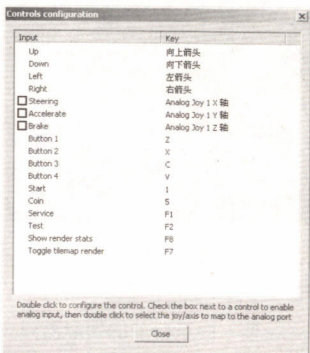 Controls configuration
Input Key
Up 向上箭头
Down 向下箭头
Left 左箭头
Right 右箭头
Steering Analog Joy 1 X 轴
Accelerate Analog Joy 1 Y 轴
Brake Analog Joy 1 Z 轴
Button 1 Z
Button 2 X
Button 3 C
Button 4 V
Start 1
Coin 5
Service F1
Test F2
Show render stats F8
Toggle tilemap render F7
Double click to configure the control. Check the box next to a control to enable
analog input, then double click to select the joy/axis to map to the analog port
Close